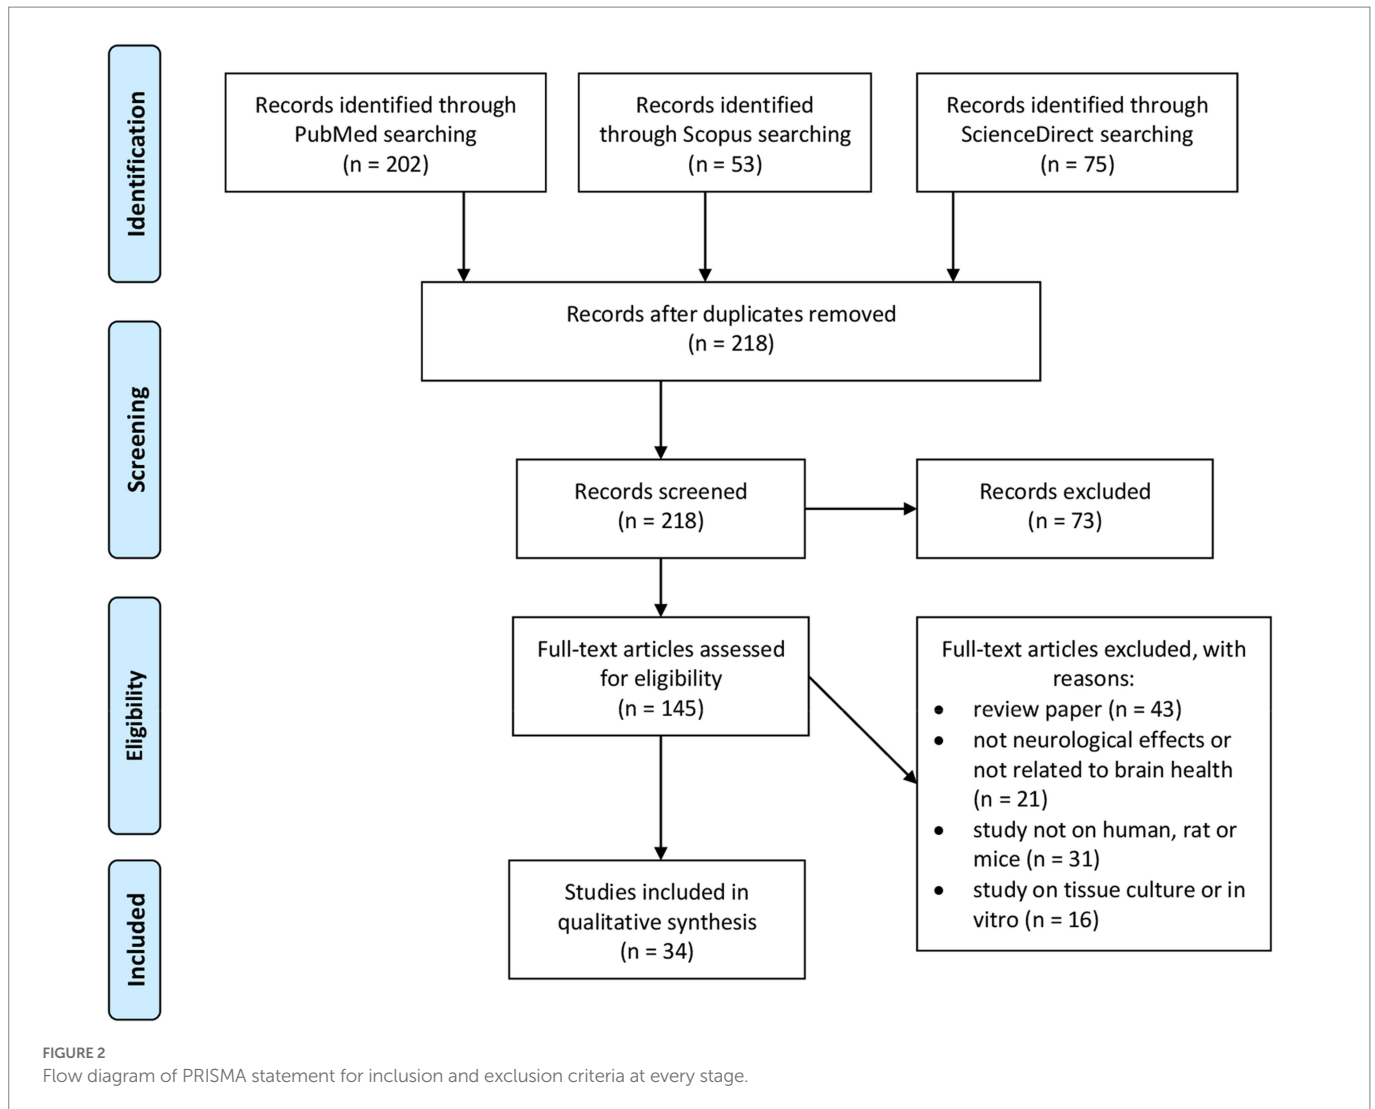 Identification
Records identified through
PubMed searching
(n = 202)
Records identified
through Scopus searching
(n = 53)
Records identified through
ScienceDirect searching
(n = 75)
Records after duplicates removed
(n = 218)
Screening
Records screened
(n = 218)
Records excluded
(n = 73)
Eligibility
Full-text articles assessed
for eligibility
(n = 145)
Full-text articles excluded, with
reasons:
• review paper (n = 43)
• not neurological effects or
not related to brain health
(n = 21)
• study not on human, rat or
mice (n = 31)
• study on tissue culture or in
vitro (n = 16)
Included
Studies included in
qualitative synthesis
(n = 34)
FIGURE 2
Flow diagram of PRISMA statement for inclusion and exclusion criteria at every stage.